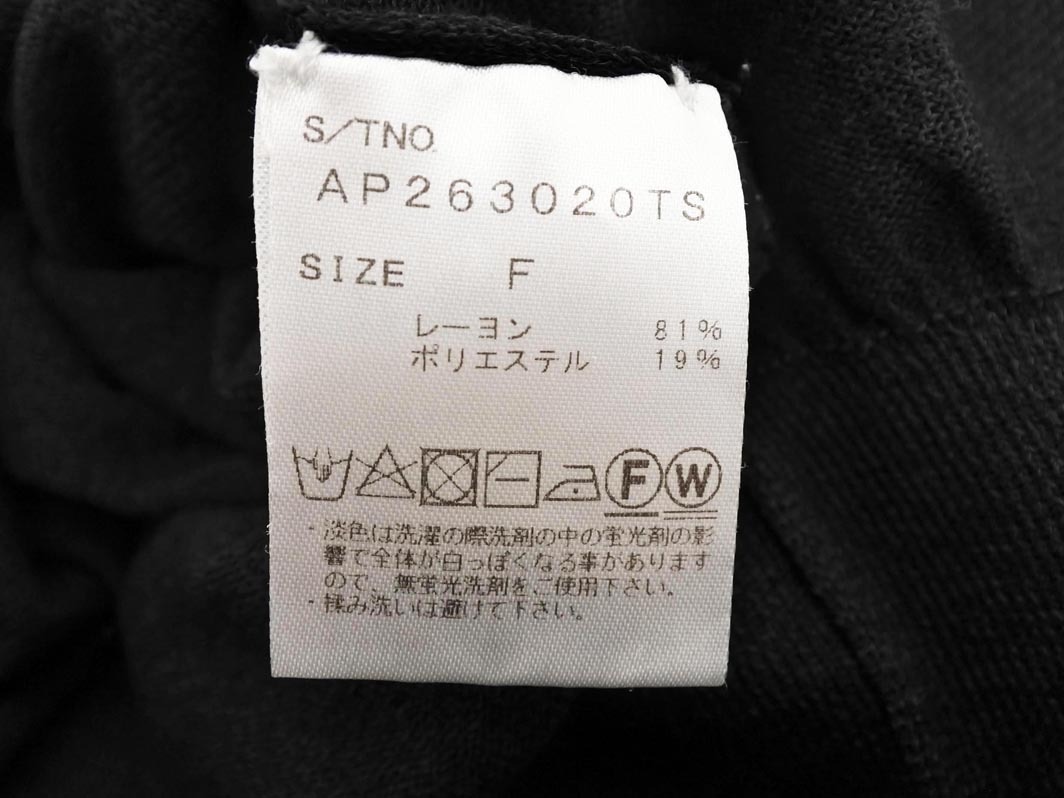 S/TNO.
AP263020TS
SIZE F
レーヨン 81%
ポリエステル 19%
F W
・淡色は洗濯の際洗剤の中の蛍光剤の影
響で全体が白っぽくなる事があります
ので、無蛍光洗剤をご使用下さい。
・揉み洗いは避けて下さい。